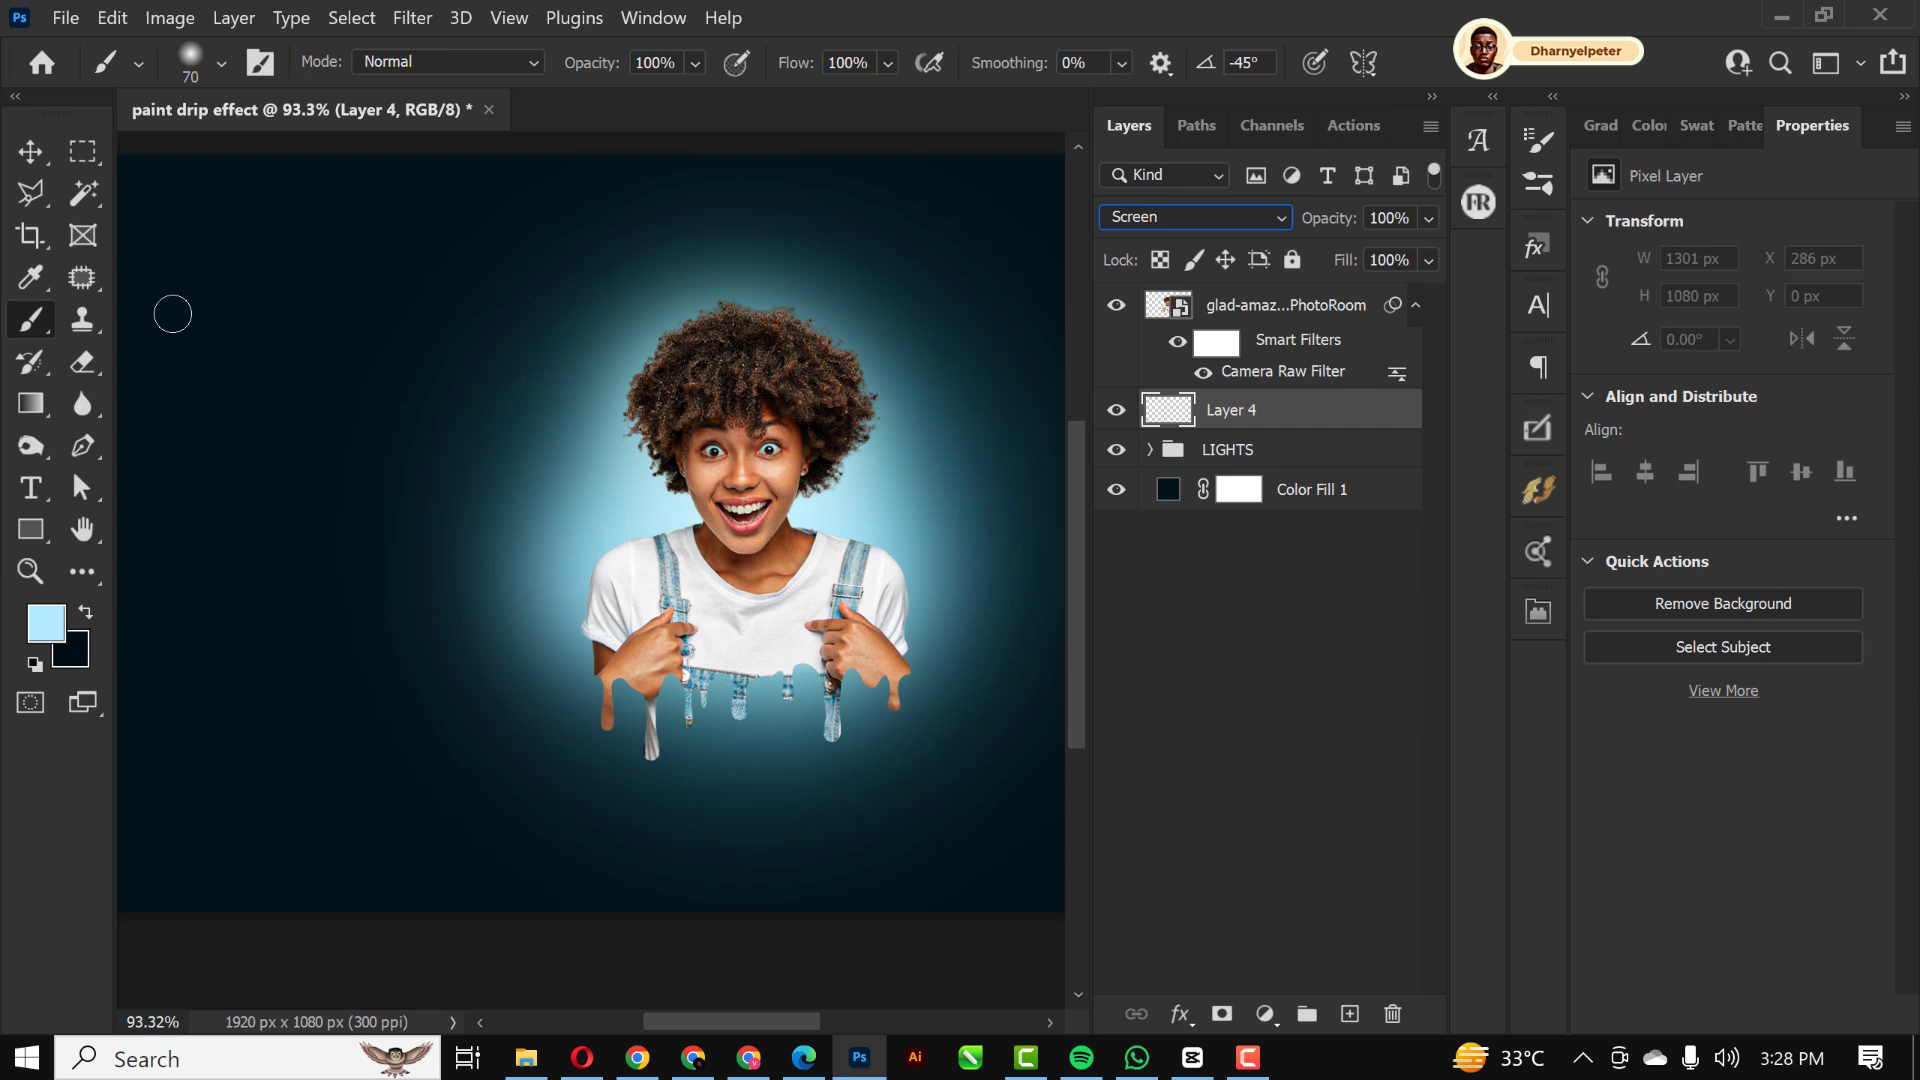 Ps File Edit Image Layer Type Select Filter 3D View Plugins Window Help
Dharnyelpeter
70 Mode: Normal Opacity: 100% Flow: 100% Smoothing: 0% -45°
paint drip effect @ 93.3% (Layer 4, RGB/8) *
Layers Paths Channels Actions
Grad Color Swat Patte Properties
Kind
Pixel Layer
Screen Opacity: 100%
Transform
Lock: Fill: 100%
W 1301 px X 286 px
H 1080 px Y 0 px
0.00°
glad-amaz...PhotoRoom
Smart Filters
Camera Raw Filter
Layer 4
LIGHTS
Color Fill 1
FR
Align and Distribute
Align:
Quick Actions
Remove Background
Select Subject
View More
93.32% 1920 px x 1080 px (300 ppi)
Search
Ps Ai
33°C 3:28 PM